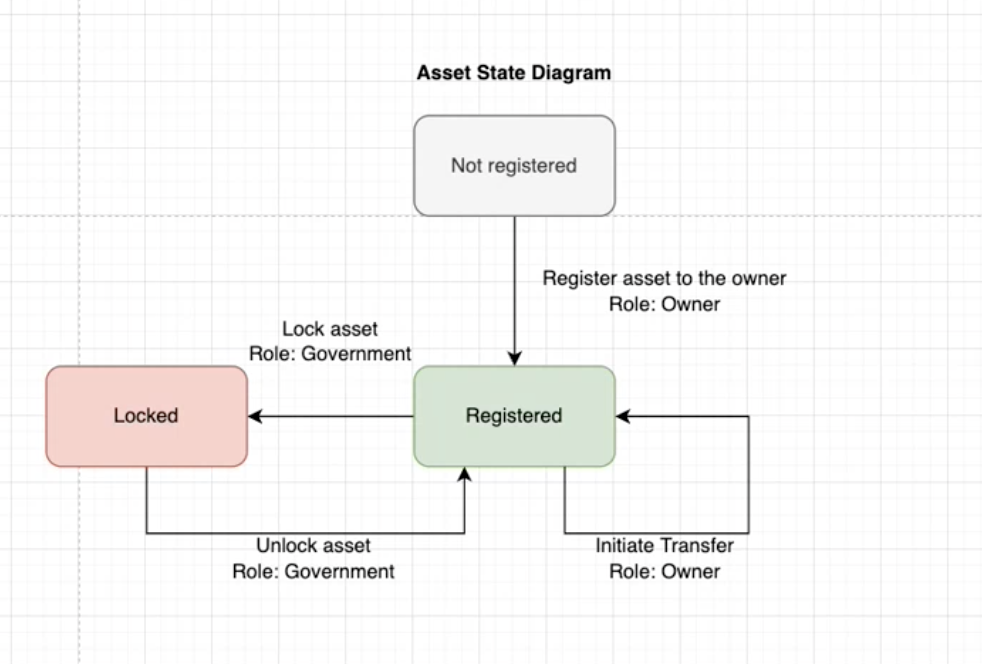 Asset State Diagram
Not registered
Register asset to the owner
Role: Owner
Lock asset
Role: Government
Locked
Registered
Unlock asset
Role: Government
Initiate Transfer
Role: Owner